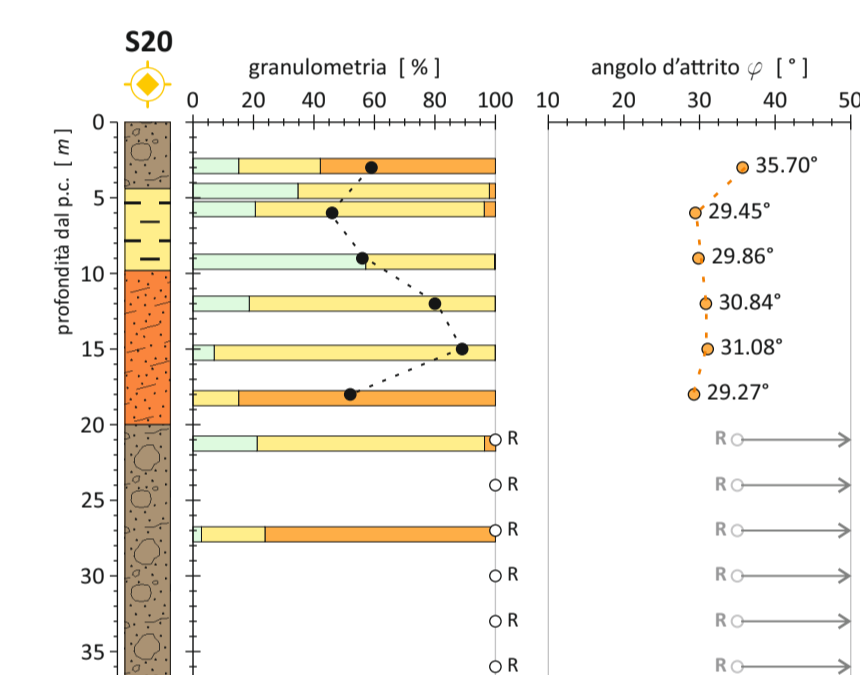 S20
granulometria [ % ]
angolo d'attrito φ [ ° ]
0 20 40 60 80 100
10 20 30 40 50
profondità dal p.c. [ m ]
0
5
10
15
20
25
30
35
35.70°
29.45°
29.86°
30.84°
31.08°
29.27°
R R
R R
R R
R R
R R
R R